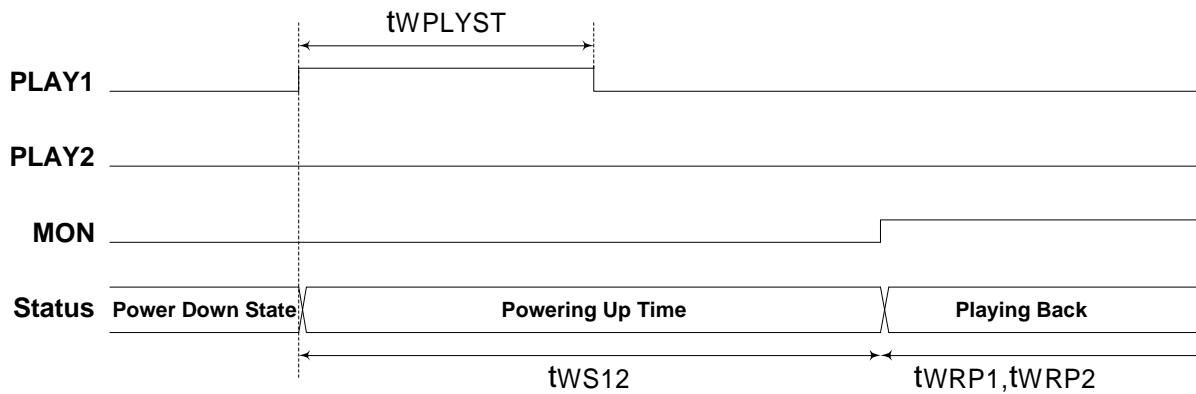 tWPLYST
PLAY1
PLAY2
MON
Status Power Down State Powering Up Time Playing Back
tWS12 tWRP1,tWRP2